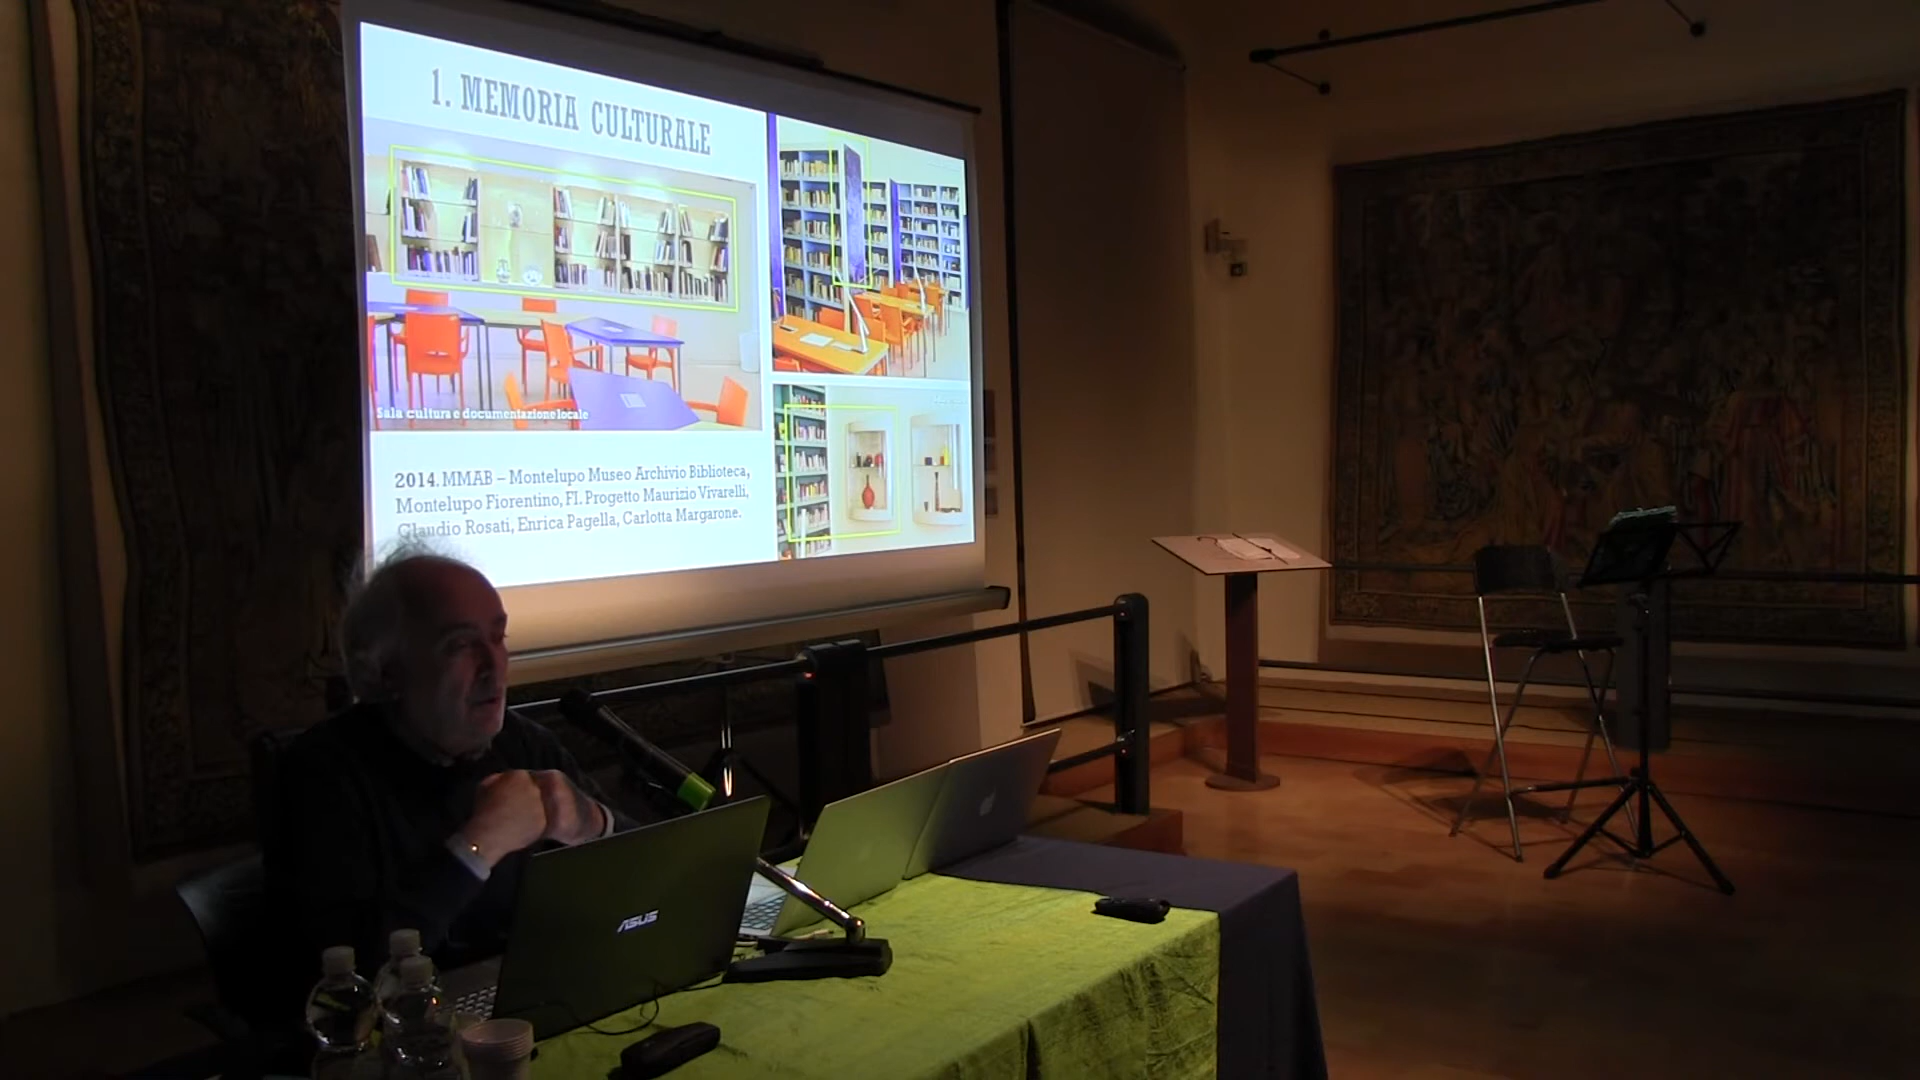 1. MEMORIA CULTURALE
Sala cultura e documentazione locale
2014. MMAB – Montelupo Museo Archivio Biblioteca,
Montelupo Fiorentino, FI. Progetto Maurizio Vivarelli,
Claudio Rosati, Enrica Pagella, Carlotta Margarone.
ASUS